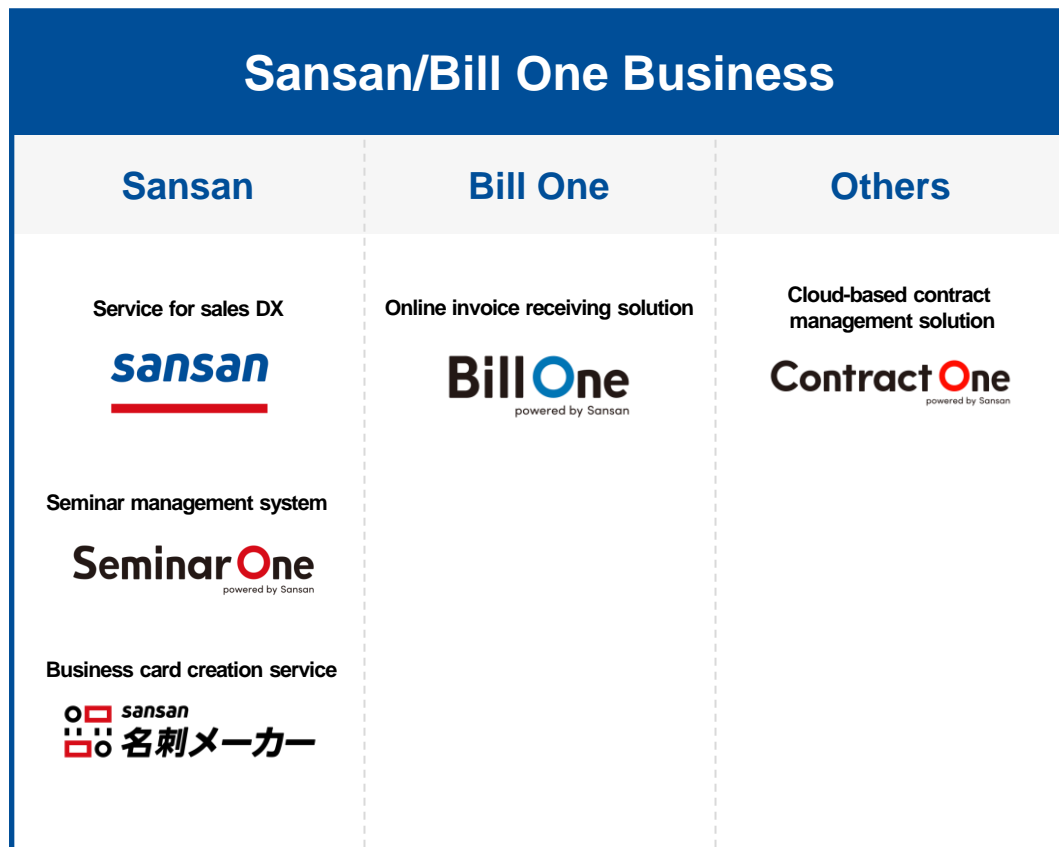 Sansan/Bill One Business
Sansan
Bill One
Others
Service for sales DX
sansan
Seminar management system
Seminar One
powered by Sansan
Business card creation service
sansan
名刺メーカー
Online invoice receiving solution
Bill One
powered by Sansan
Cloud-based contract
management solution
Contract One
powered by Sansan